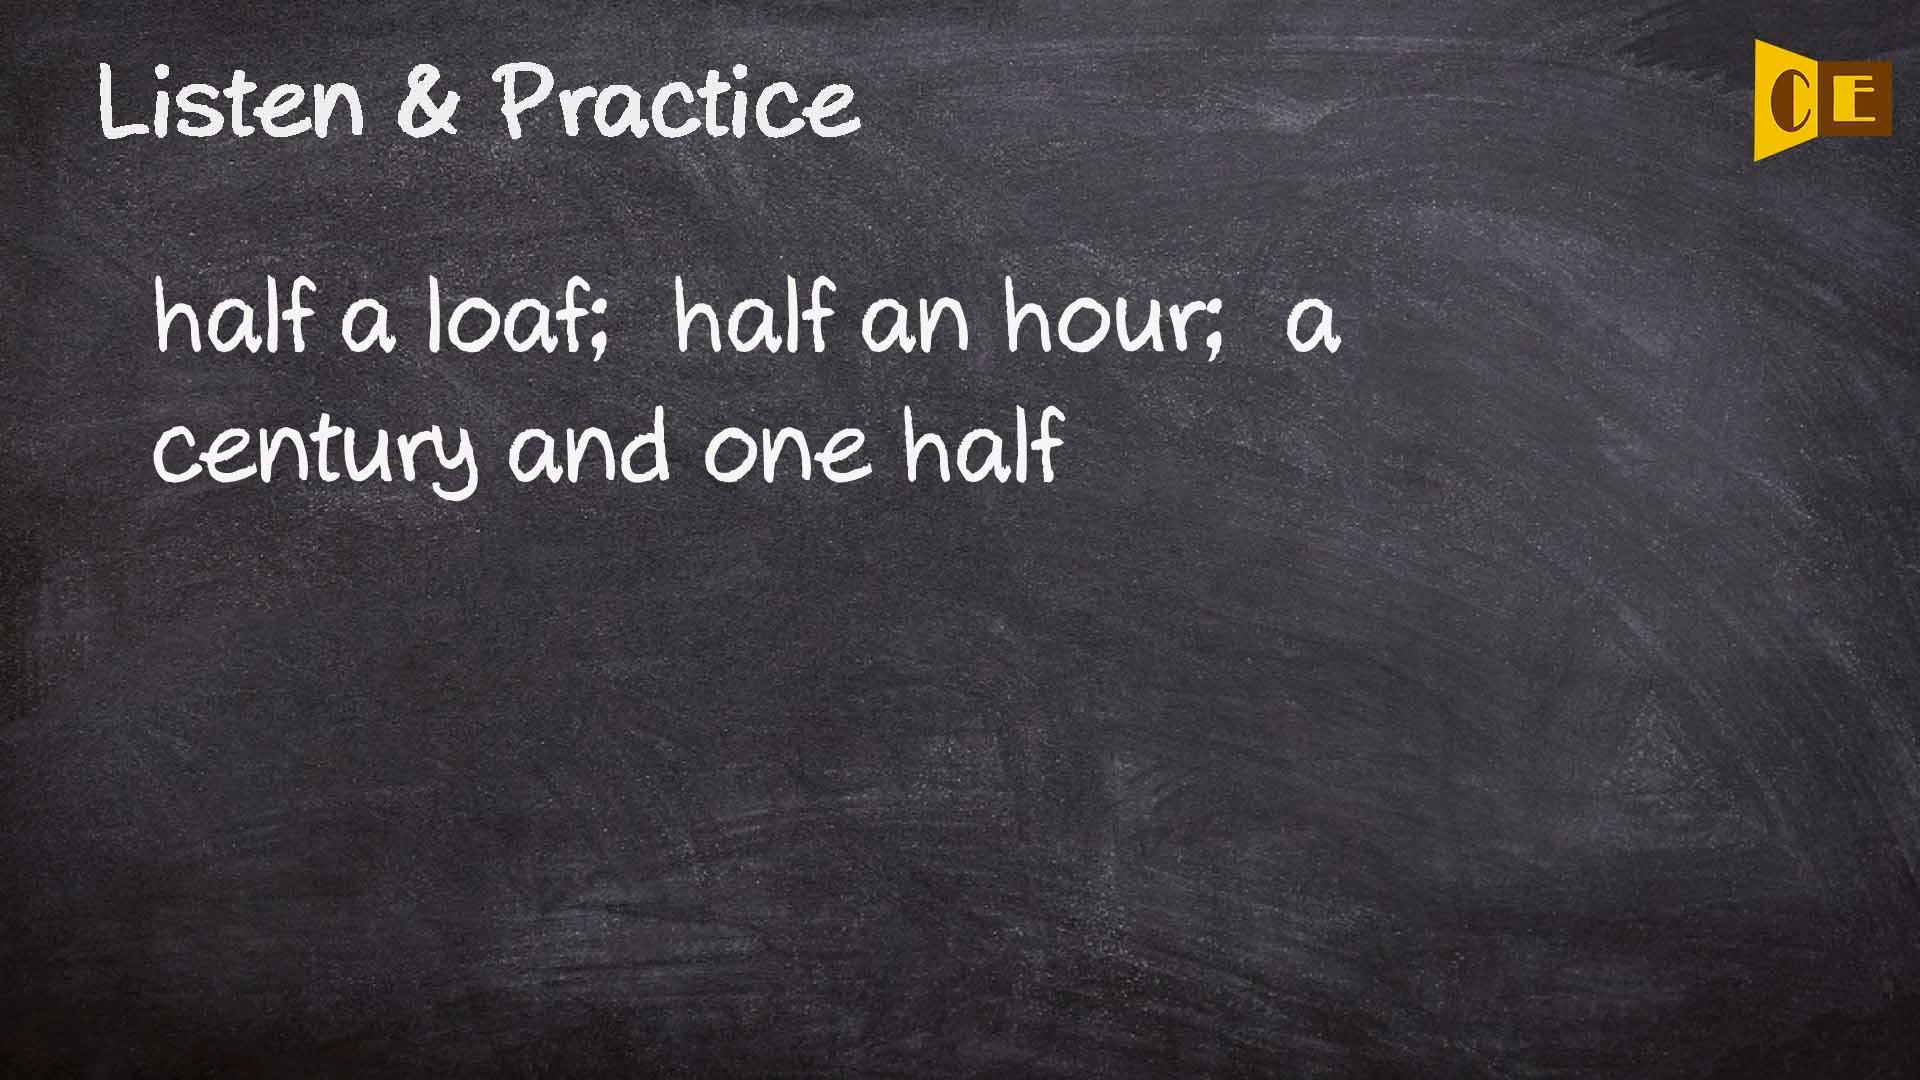 Listen & Practice
CE
half a loaf; half an hour; a
century and one half